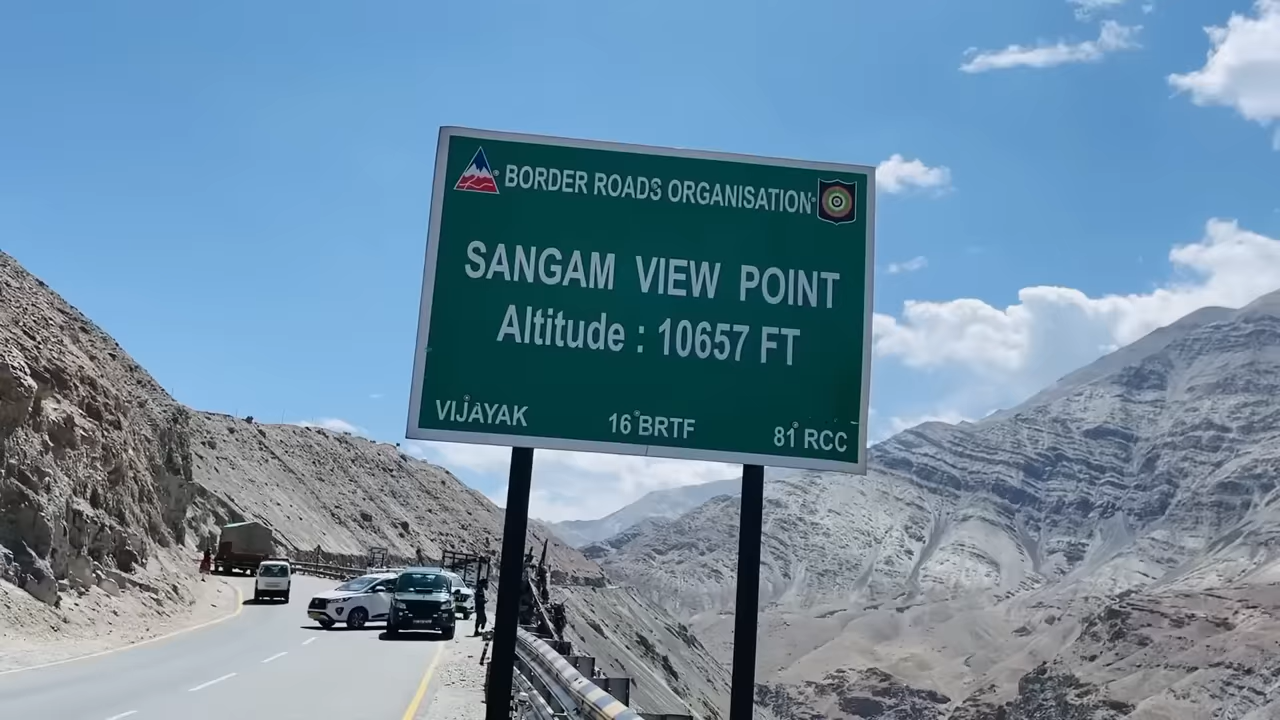 BORDER ROADS ORGANISATION
SANGAM VIEW POINT
Altitude : 10657 FT
VIJAYAK 16 BRTF 81 RCC